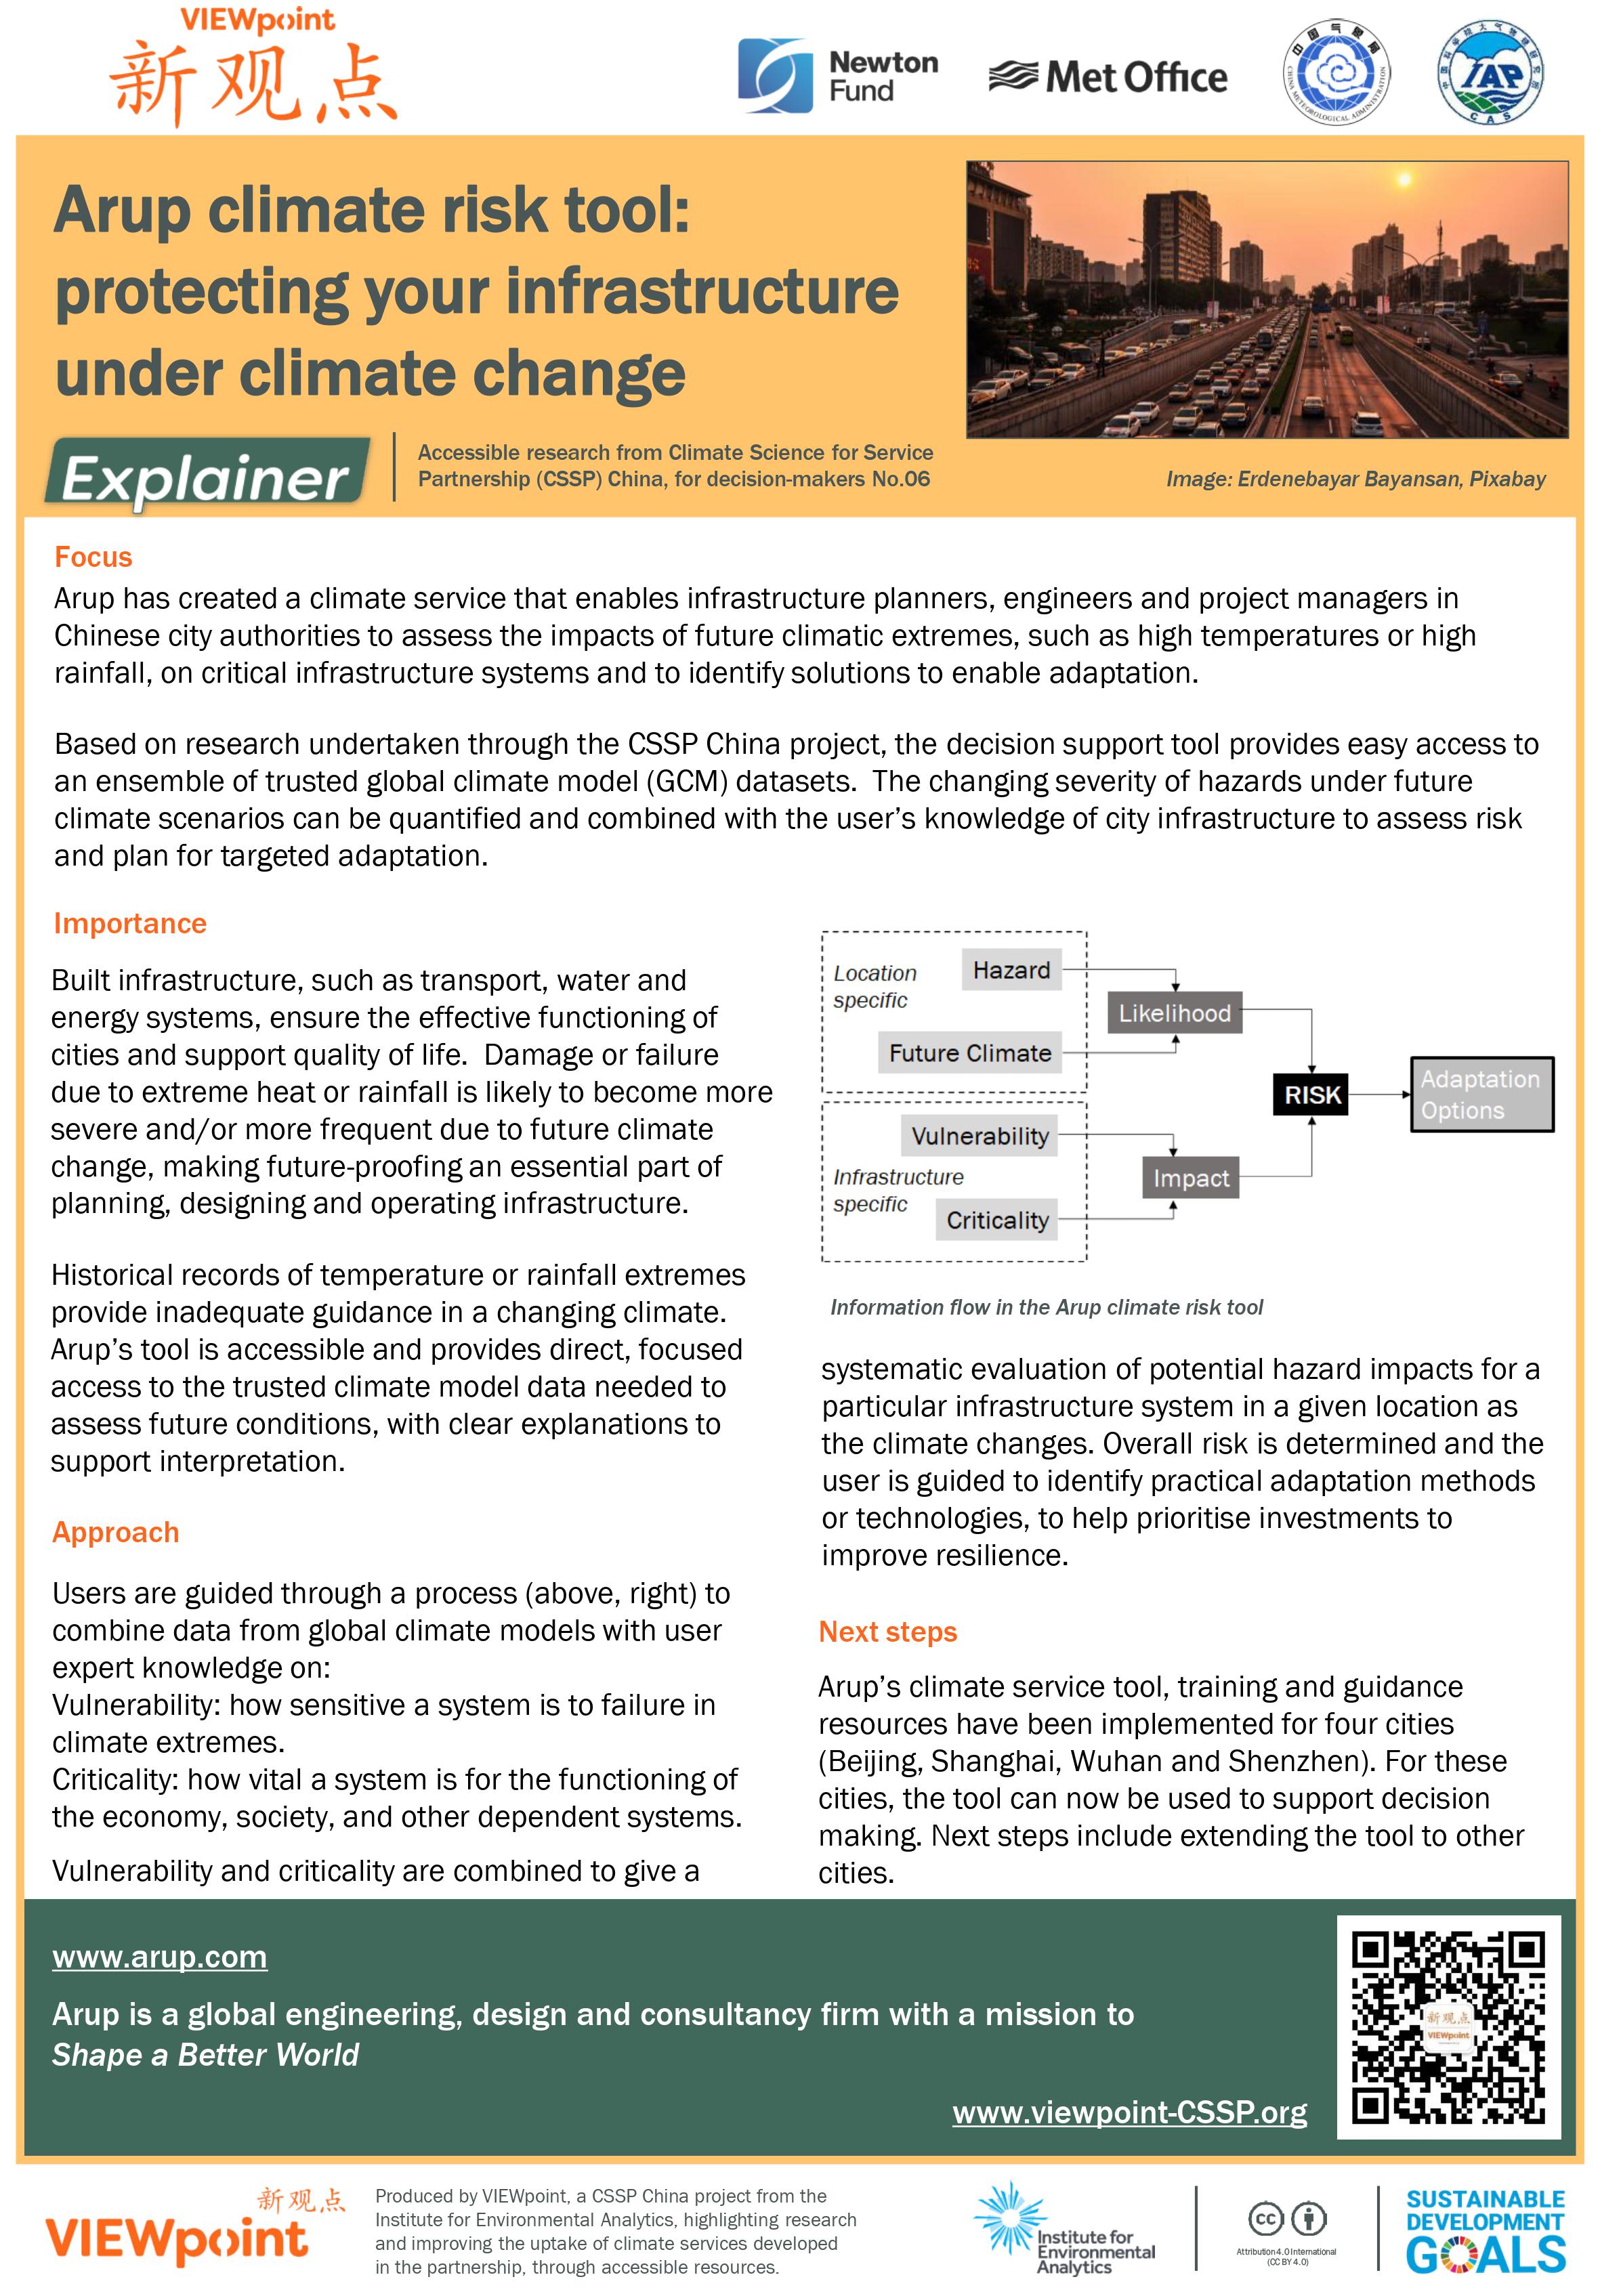 VIEWpoint
新观点
Newton
Fund
Met Office
中国气象局
CHINA METEOROLOGICAL ADMINISTRATION
IAP
CAS
Arup climate risk tool:
protecting your infrastructure
under climate change
Explainer
Accessible research from Climate Science for Service
Partnership (CSSP) China, for decision-makers No.06
Image: Erdenebayar Bayansan, Pixabay
Focus
Arup has created a climate service that enables infrastructure planners, engineers and project managers in
Chinese city authorities to assess the impacts of future climatic extremes, such as high temperatures or high
rainfall, on critical infrastructure systems and to identify solutions to enable adaptation.
Based on research undertaken through the CSSP China project, the decision support tool provides easy access to
an ensemble of trusted global climate model (GCM) datasets.  The changing severity of hazards under future
climate scenarios can be quantified and combined with the user’s knowledge of city infrastructure to assess risk
and plan for targeted adaptation.
Importance
Built infrastructure, such as transport, water and
energy systems, ensure the effective functioning of
cities and support quality of life.  Damage or failure
due to extreme heat or rainfall is likely to become more
severe and/or more frequent due to future climate
change, making future-proofing an essential part of
planning, designing and operating infrastructure.
Historical records of temperature or rainfall extremes
provide inadequate guidance in a changing climate.
Arup’s tool is accessible and provides direct, focused
access to the trusted climate model data needed to
assess future conditions, with clear explanations to
support interpretation.
Approach
Users are guided through a process (above, right) to
combine data from global climate models with user
expert knowledge on:
Vulnerability: how sensitive a system is to failure in
climate extremes.
Criticality: how vital a system is for the functioning of
the economy, society, and other dependent systems.
Vulnerability and criticality are combined to give a
Location
specific
Hazard
Future Climate
Likelihood
RISK
Adaptation
Options
Vulnerability
Infrastructure
specific
Criticality
Impact
Information flow in the Arup climate risk tool
systematic evaluation of potential hazard impacts for a
particular infrastructure system in a given location as
the climate changes. Overall risk is determined and the
user is guided to identify practical adaptation methods
or technologies, to help prioritise investments to
improve resilience.
Next steps
Arup’s climate service tool, training and guidance
resources have been implemented for four cities
(Beijing, Shanghai, Wuhan and Shenzhen). For these
cities, the tool can now be used to support decision
making. Next steps include extending the tool to other
cities.
www.arup.com
Arup is a global engineering, design and consultancy firm with a mission to
Shape a Better World
www.viewpoint-CSSP.org
新观点
VIEWpoint
新观点
VIEWpoint
Produced by VIEWpoint, a CSSP China project from the
Institute for Environmental Analytics, highlighting research
and improving the uptake of climate services developed
in the partnership, through accessible resources.
Institute for
Environmental
Analytics
cc
Attribution 4.0 International
(CC BY 4.0)
SUSTAINABLE
DEVELOPMENT
GOALS